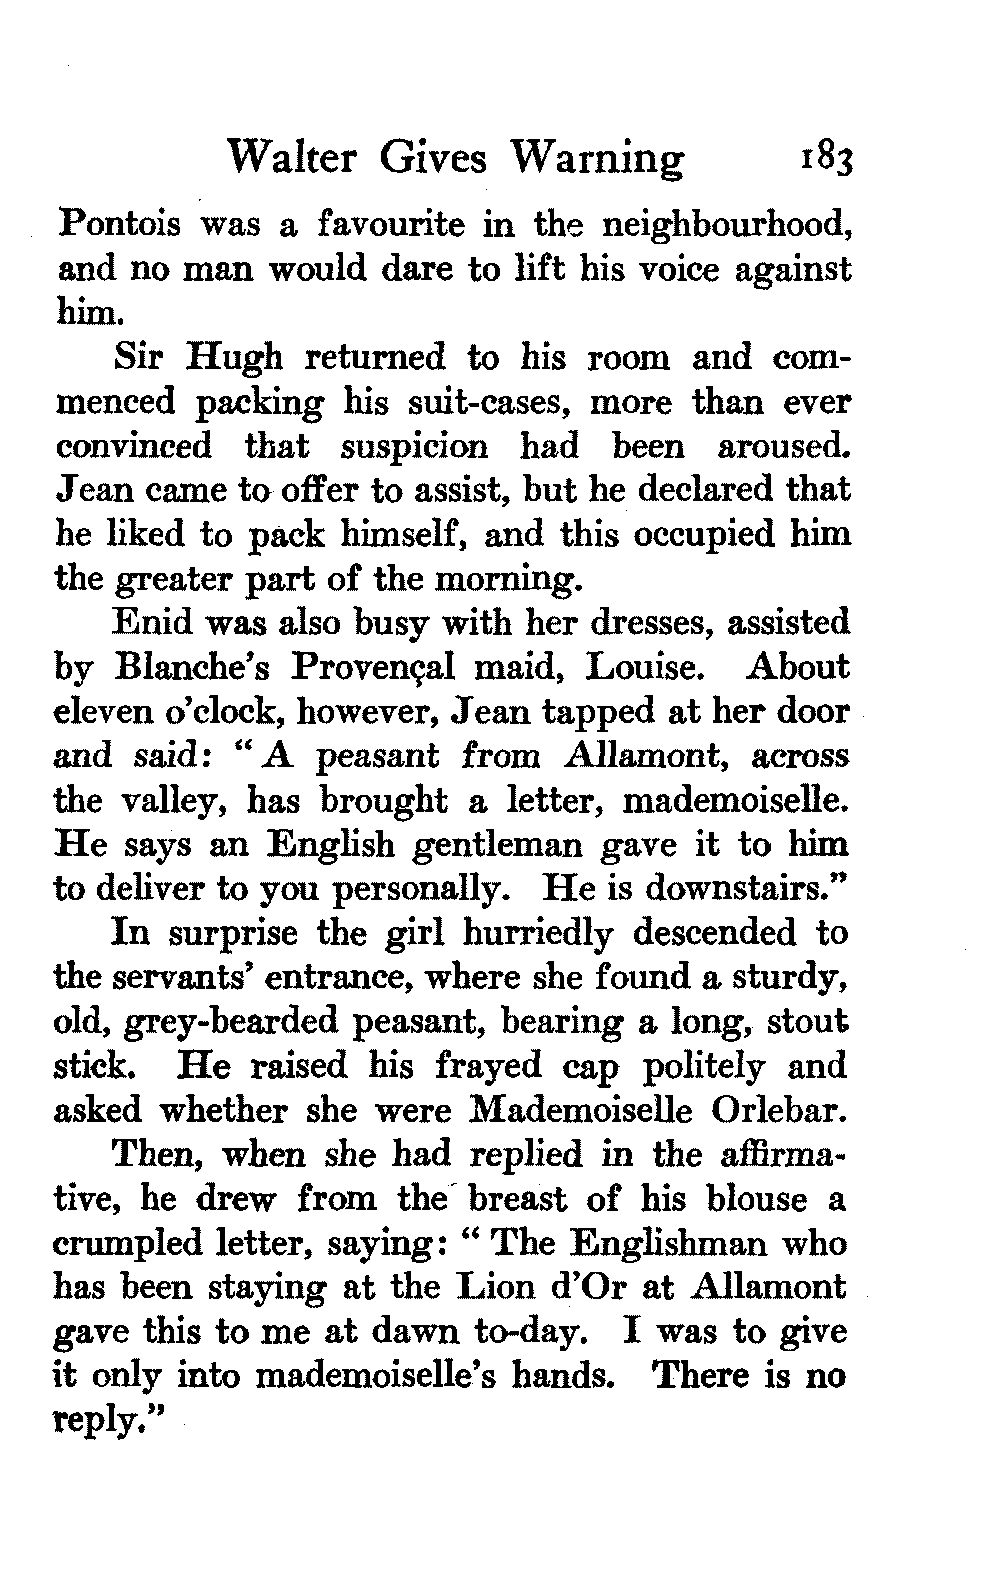 Walter Gives Warning 183
Pontois was a favourite in the neighbourhood,
and no man would dare to lift his voice against
him.
Sir Hugh returned to his room and com-
menced packing his suit-cases, more than ever
convinced that suspicion had been aroused.
Jean came to offer to assist, but he declared that
he liked to pack himself, and this occupied him
the greater part of the morning.
Enid was also busy with her dresses, assisted
by Blanche's Provençal maid, Louise. About
eleven o'clock, however, Jean tapped at her door
and said: “ A peasant from Allamont, across
the valley, has brought a letter, mademoiselle.
He says an English gentleman gave it to him
to deliver to you personally. He is downstairs.”
In surprise the girl hurriedly descended to
the servants' entrance, where she found a sturdy,
old, grey-bearded peasant, bearing a long, stout
stick. He raised his frayed cap politely and
asked whether she were Mademoiselle Orlebar.
Then, when she had replied in the affirma-
tive, he drew from the breast of his blouse a
crumpled letter, saying: “ The Englishman who
has been staying at the Lion d'Or at Allamont
gave this to me at dawn to-day. I was to give
it only into mademoiselle's hands. There is no
reply.”